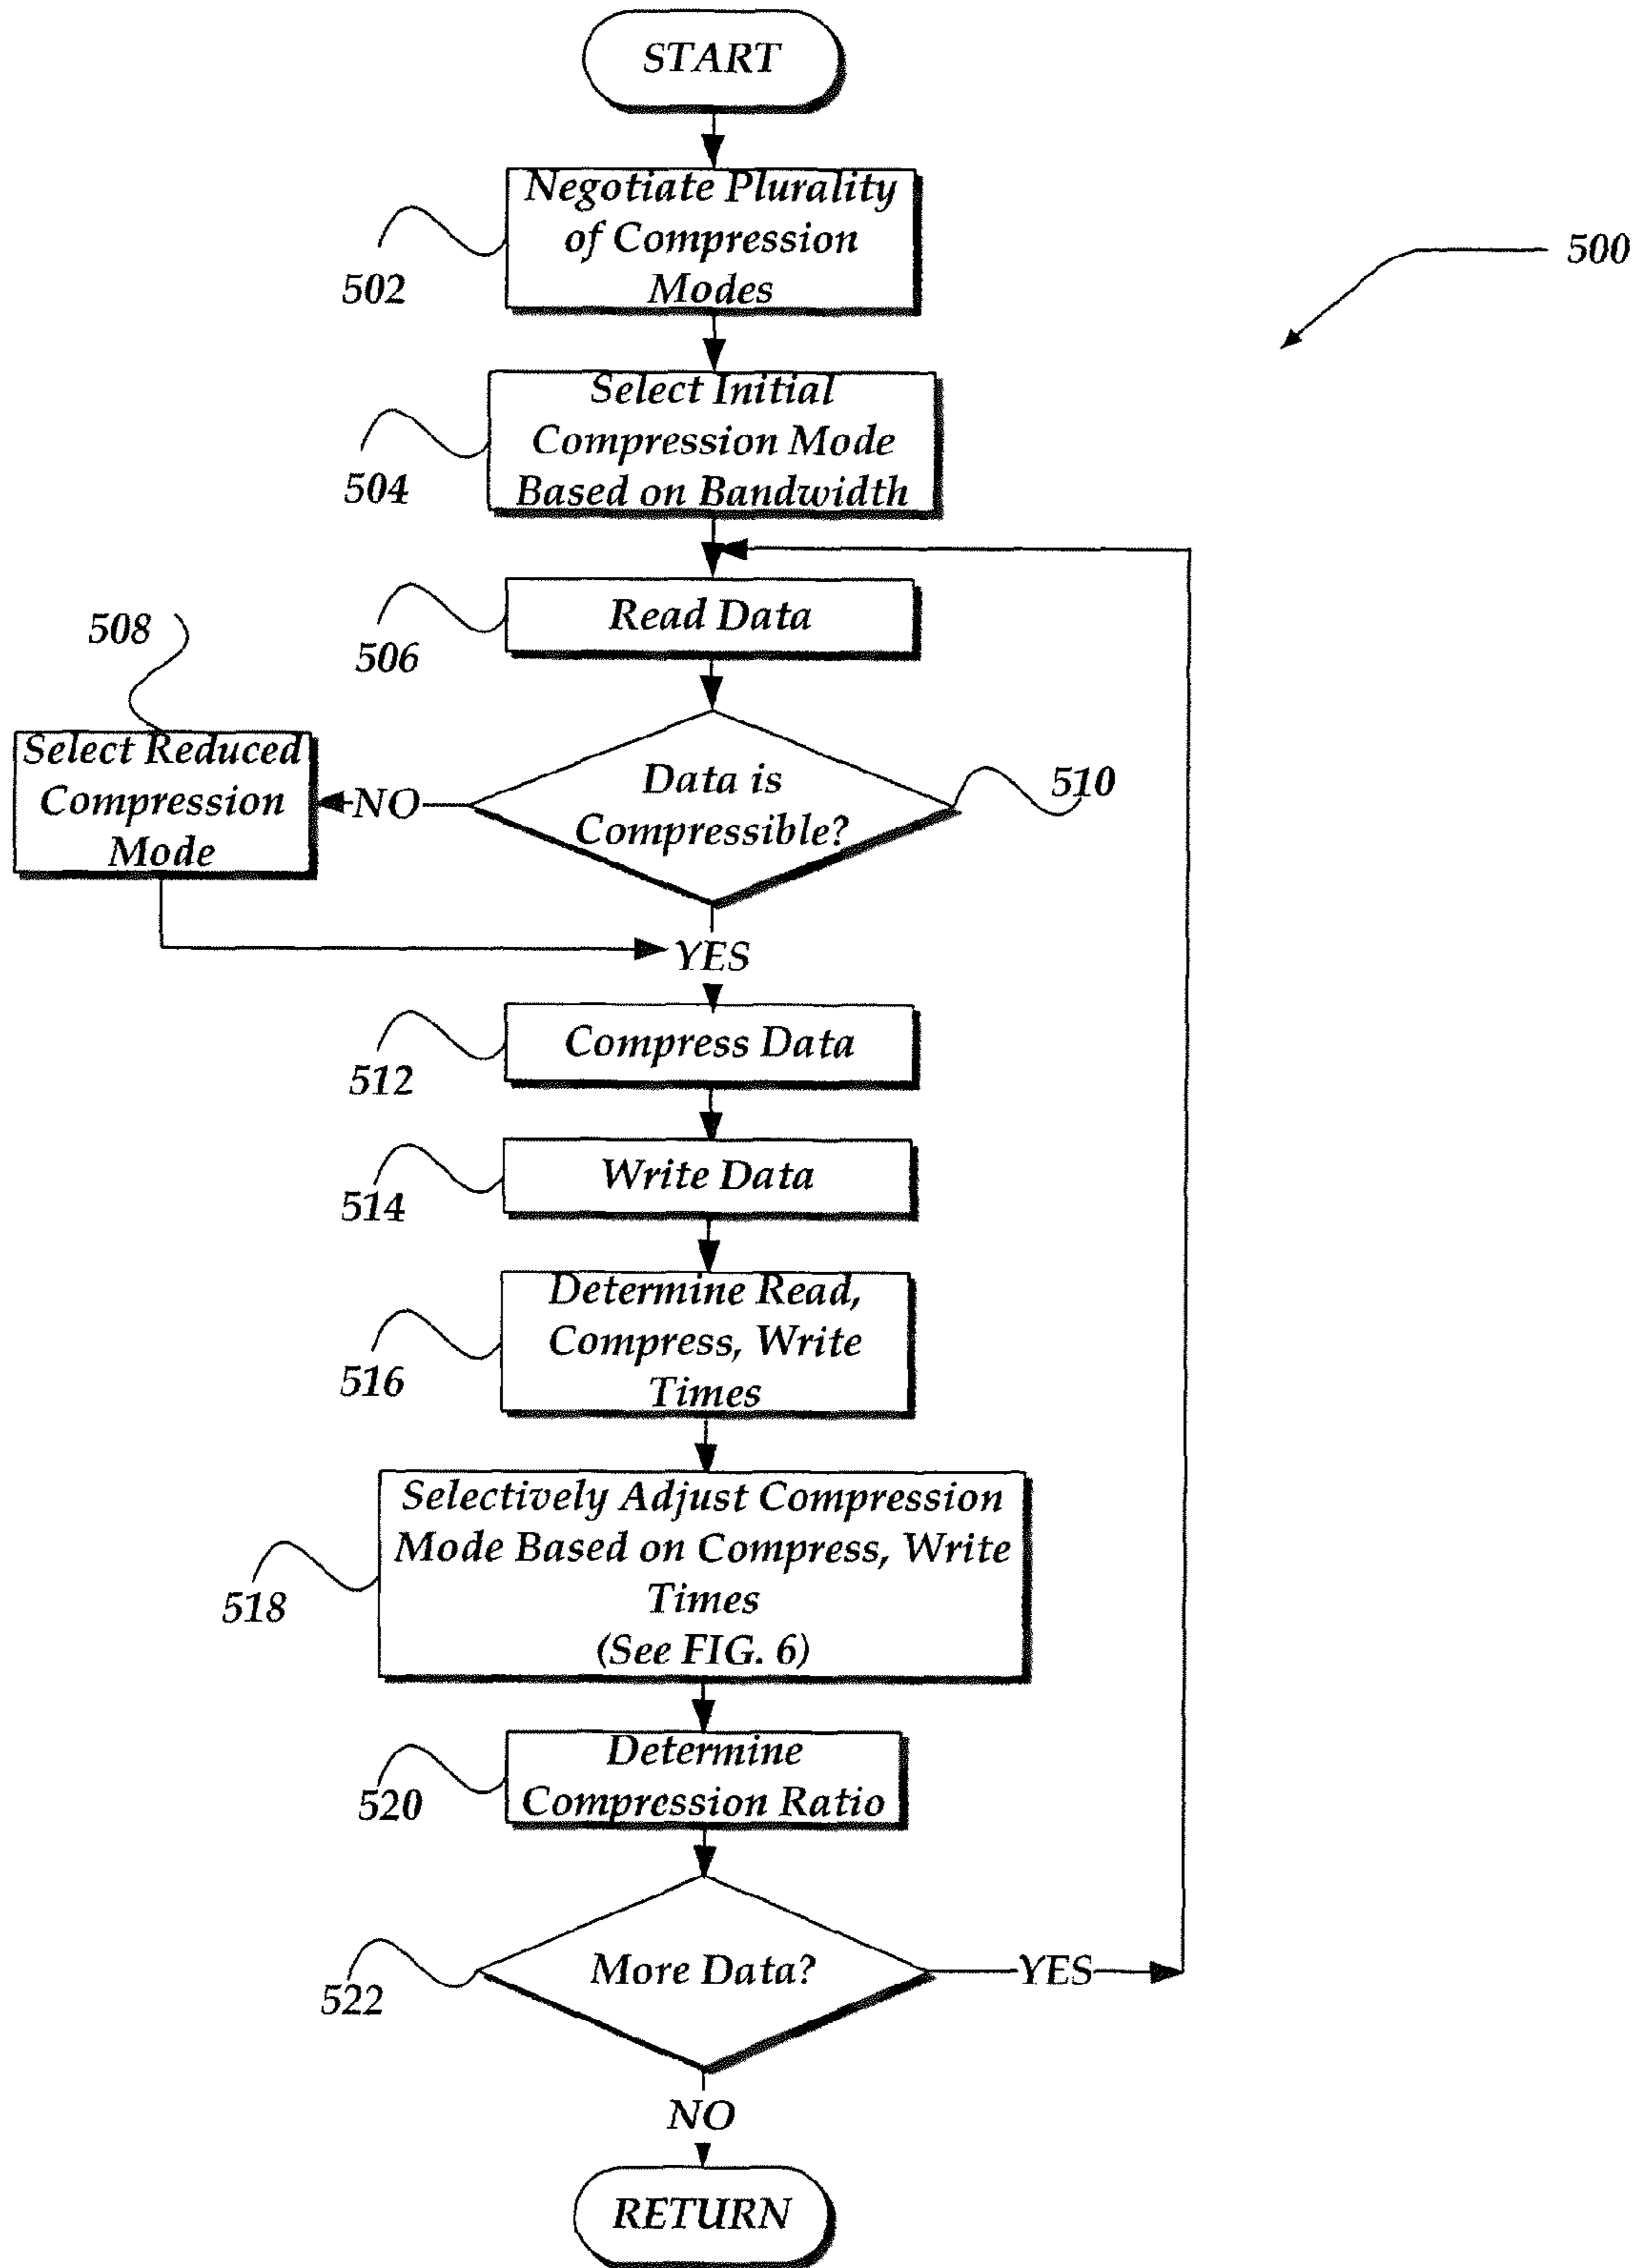 START
Negotiate Plurality
of Compression
Modes
502
500
Select Initial
Compression Mode
Based on Bandwidth
504
Read Data
506
508
Select Reduced
Compression
Mode
NO
Data is
Compressible?
510
YES
Compress Data
512
Write Data
514
Determine Read,
Compress, Write
Times
516
Selectively Adjust Compression
Mode Based on Compress, Write
Times
(See FIG. 6)
518
Determine
Compression Ratio
520
More Data?
YES
522
NO
RETURN